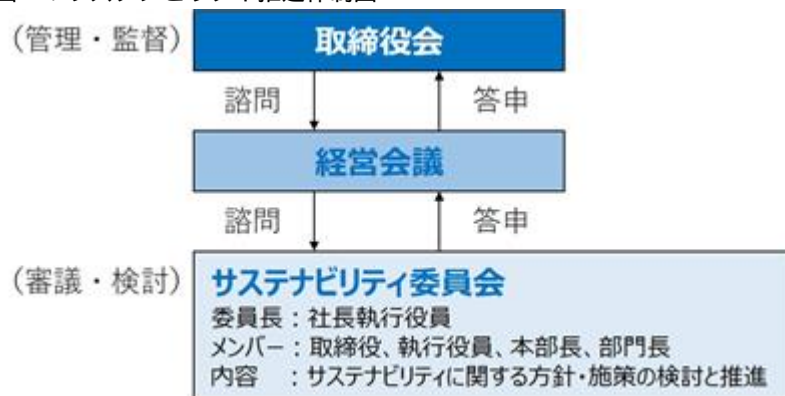 （管理・監督）
取締役会
諮問
答申
経営会議
諮問
答申
（審議・検討）
サステナビリティ委員会
委員長：社長執行役員
メンバー：取締役、執行役員、本部長、部門長
内容　：サステナビリティに関する方針・施策の検討と推進